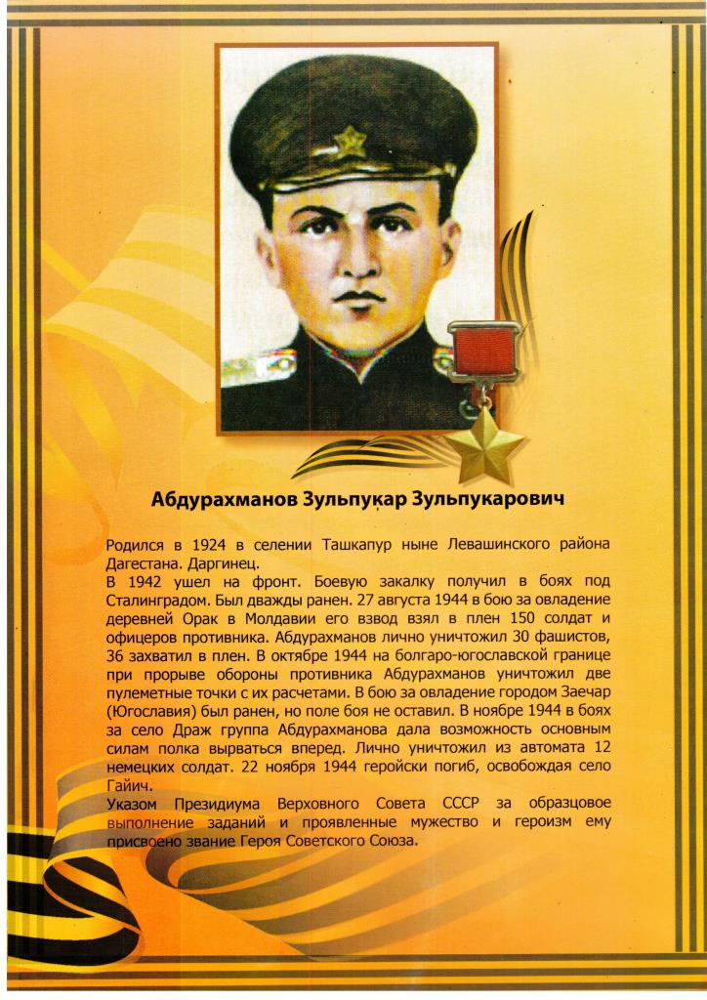 Абдурахманов Зульпукар Зульпукарович
Родился в 1924 в селении Ташкапур ныне Левашинского района
Дагестана. Даргинец.
В 1942 ушел на фронт. Боевую закалку получил в боях под
Сталинградом. Был дважды ранен. 27 августа 1944 в бою за овладение
деревней Орак в Молдавии его взвод взял в плен 150 солдат и
офицеров противника. Абдурахманов лично уничтожил 30 фашистов,
36 захватил в плен. В октябре 1944 на болгаро-югославской границе
при прорыве обороны противника Абдурахманов уничтожил две
пулеметные точки с их расчетами. В бою за овладение городом Заечар
(Югославия) был ранен, но поле боя не оставил. В ноябре 1944 в боях
за село Драж группа Абдурахманова дала возможность основным
силам полка вырваться вперед. Лично уничтожил из автомата 12
немецких солдат. 22 ноября 1944 геройски погиб, освобождая село
Гайич.
Указом Президиума Верховного Совета СССР за образцовое
выполнение заданий и проявленные мужество и героизм ему
присвоено звание Героя Советского Союза.